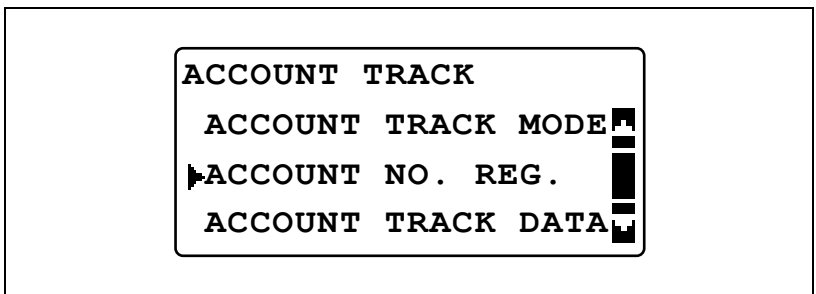 ACCOUNT TRACK
ACCOUNT TRACK MODE
ACCOUNT NO. REG.
ACCOUNT TRACK DATA